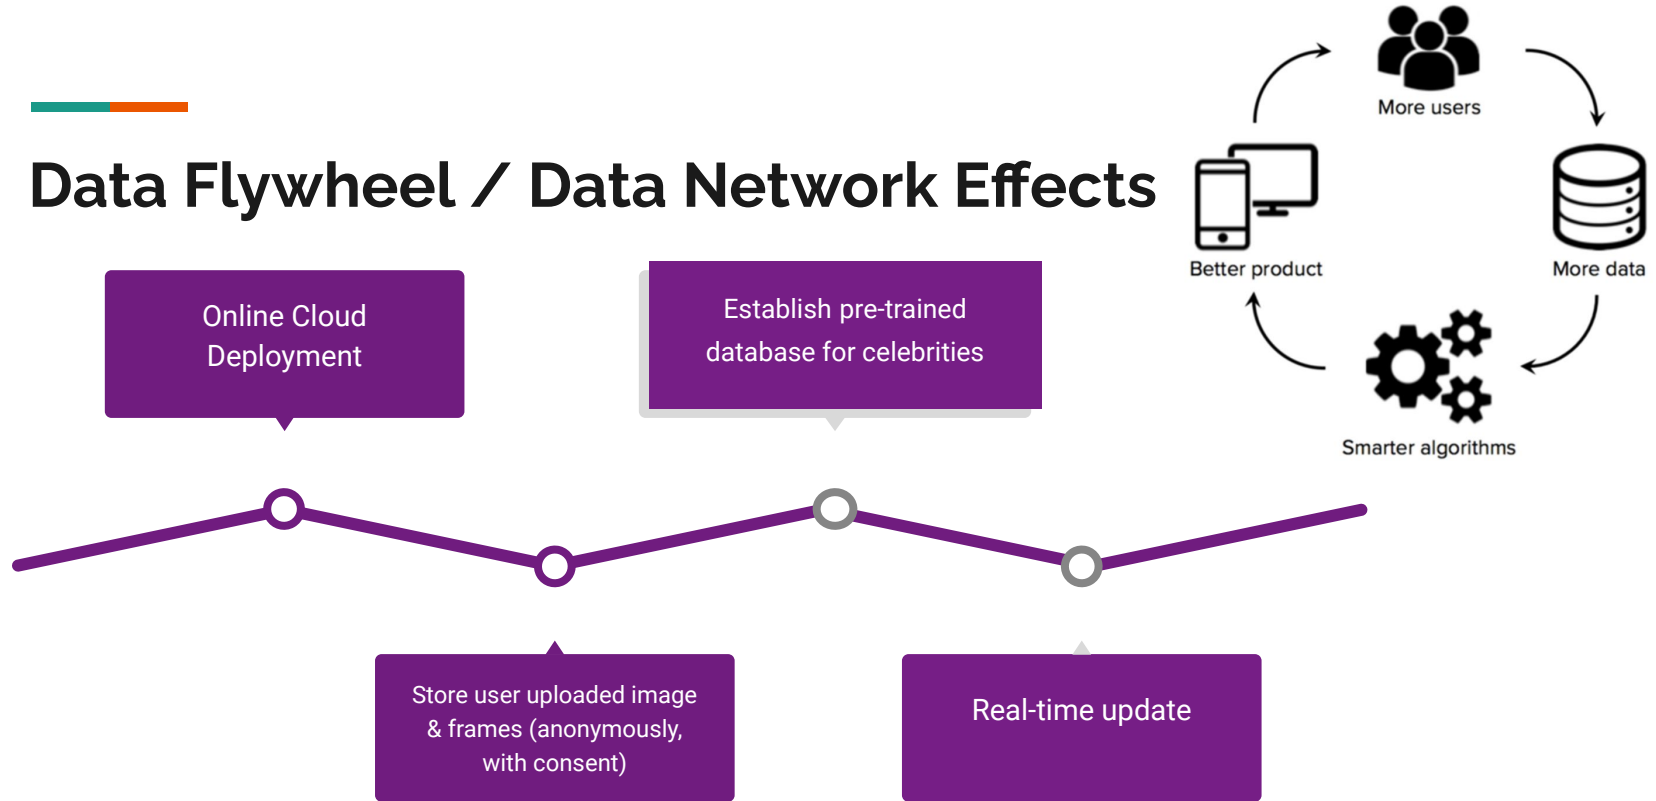 Data Flywheel / Data Network Effects
More users
Better product
More data
Smarter algorithms
Online Cloud
Deployment
Establish pre-trained
database for celebrities
Store user uploaded image
& frames (anonymously,
with consent)
Real-time update